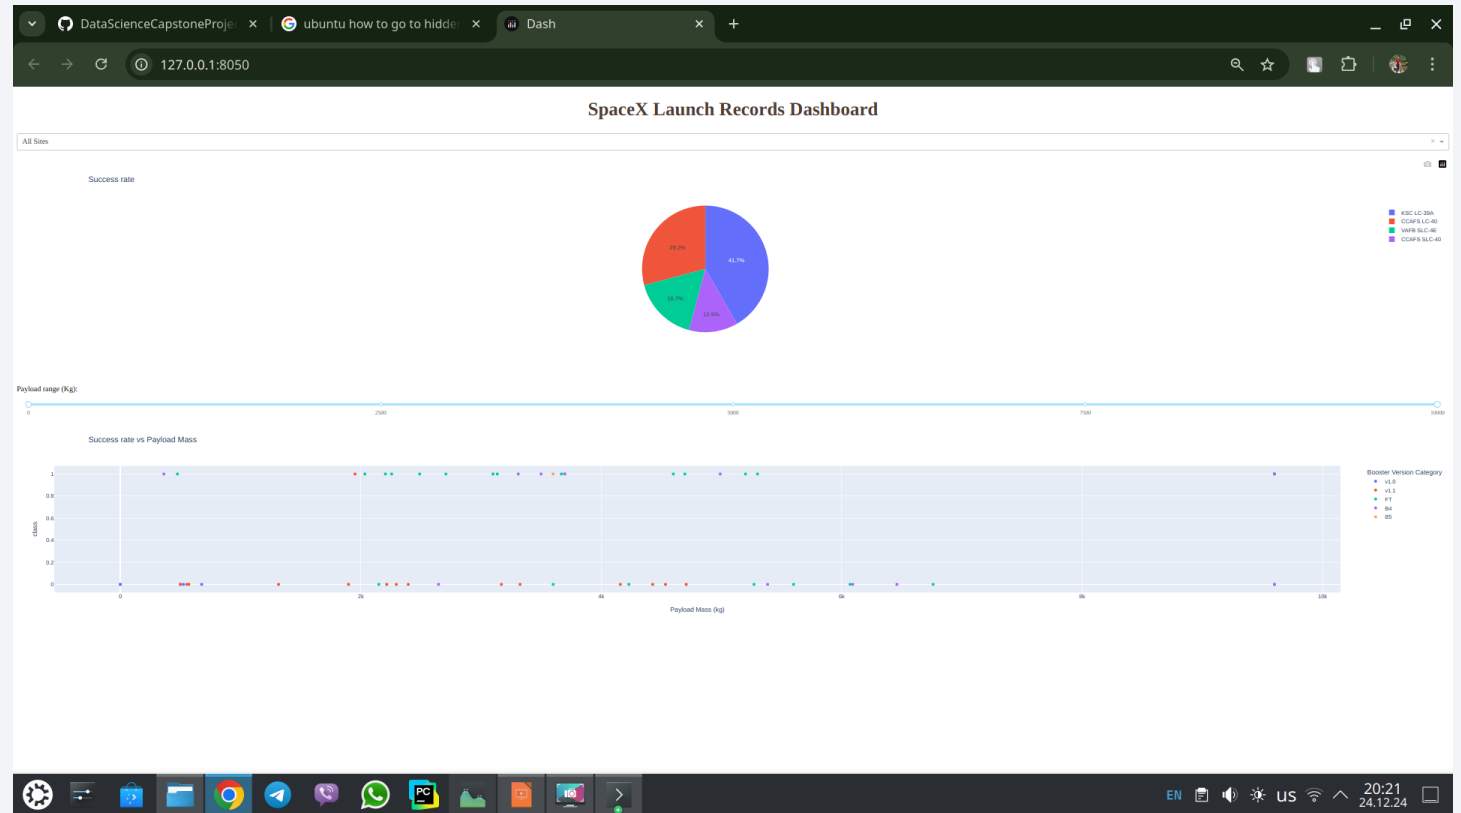 DataScienceCapstoneProje
ubuntu how to go to hidde
Dash
127.0.0.1:8050
SpaceX Launch Records Dashboard
All Sites
Success rate
KSC LC-39A
CCAFS LC-40
VAFB SLC-4E
CCAFS SLC-40
29.2%
41.7%
16.7%
12.5%
Payload range (Kg):
0 2500 5000 7500 10000
Success rate vs Payload Mass
Booster Version Category
v1.0
v1.1
FT
B4
B5
class
1
0.8
0.6
0.4
0.2
0
0 2k 4k 6k 8k 10k
Payload Mass (kg)
PC
EN us 20:21
24.12.24